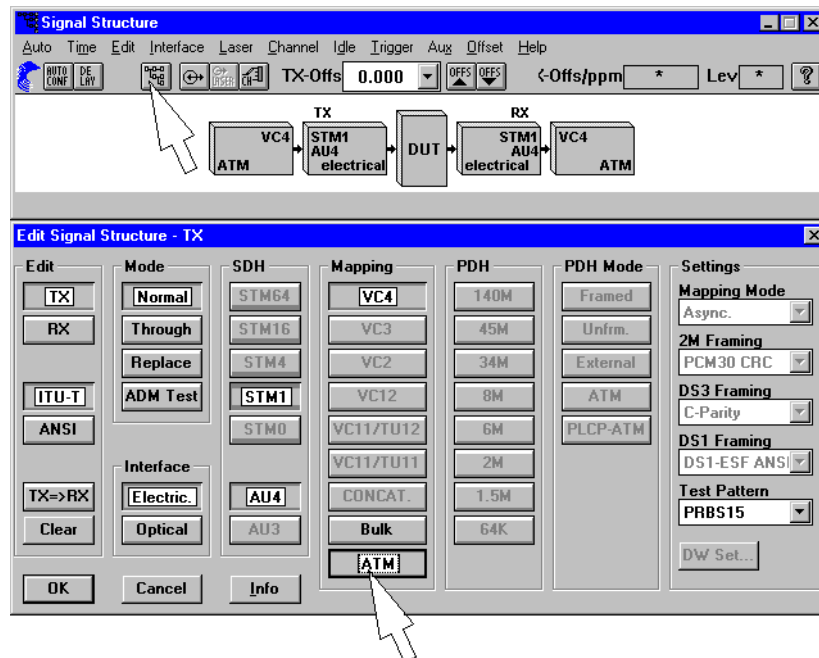 Signal Structure
Auto Time Edit Interface Laser Channel Idle Trigger Aux Offset Help
AUTO CONF DE LAY LASER CH TX-Offs 0.000 OFFS OFFS <-Offs/ppm * Lev * ?
TX RX
VC4 STM1 STM1 VC4
AU4 DUT AU4
ATM electrical electrical ATM
Edit Signal Structure - TX
Edit Mode SDH Mapping PDH PDH Mode Settings
TX Normal STM64 VC4 140M Framed Mapping Mode
Async.
RX Through STM16 VC3 45M Unfrm. 2M Framing
Replace STM4 VC2 34M External PCM30 CRC
ITU-T ADM Test STM1 VC12 8M ATM DS3 Framing
C-Parity
ANSI STM0 VC11/TU12 6M PLCP-ATM DS1 Framing
Interface VC11/TU11 2M DS1-ESF ANSI
TX=>RX Electric. AU4 CONCAT. 1.5M Test Pattern
PRBS15
Clear Optical AU3 Bulk 64K
ATM DW Set...
OK Cancel Info